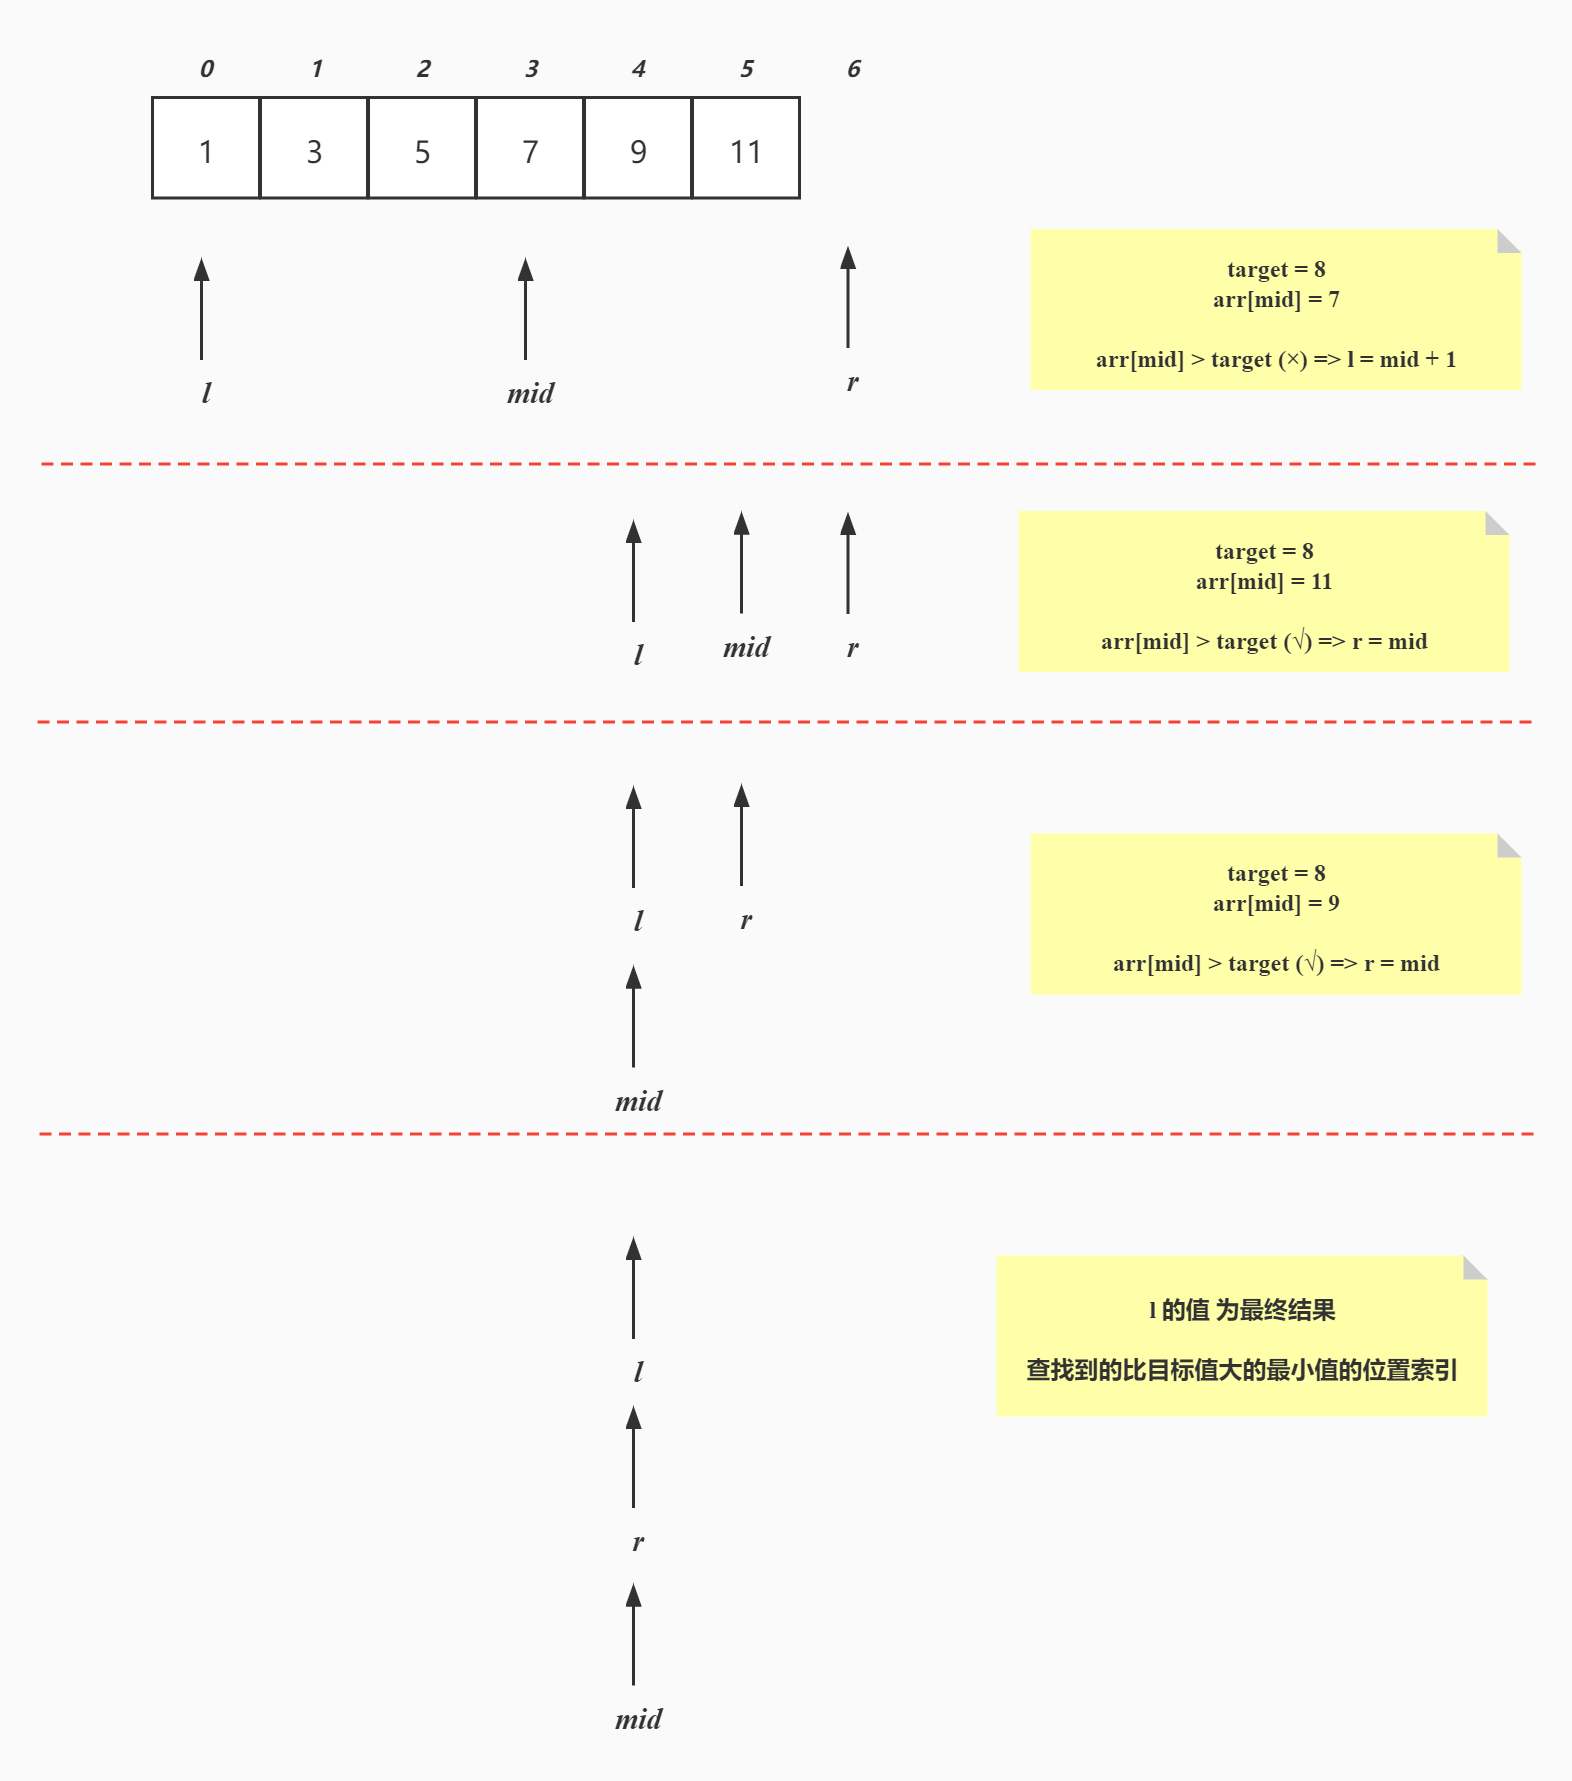 0 1 2 3 4 5 6
1 3 5 7 9 11
target = 8
arr[mid] = 7
arr[mid] > target (×) => l = mid + 1
l mid r
target = 8
arr[mid] = 11
arr[mid] > target (√) => r = mid
l mid r
target = 8
arr[mid] = 9
arr[mid] > target (√) => r = mid
l r
mid
l 的值 为最终结果
查找到的比目标值大的最小值的位置索引
l
r
mid